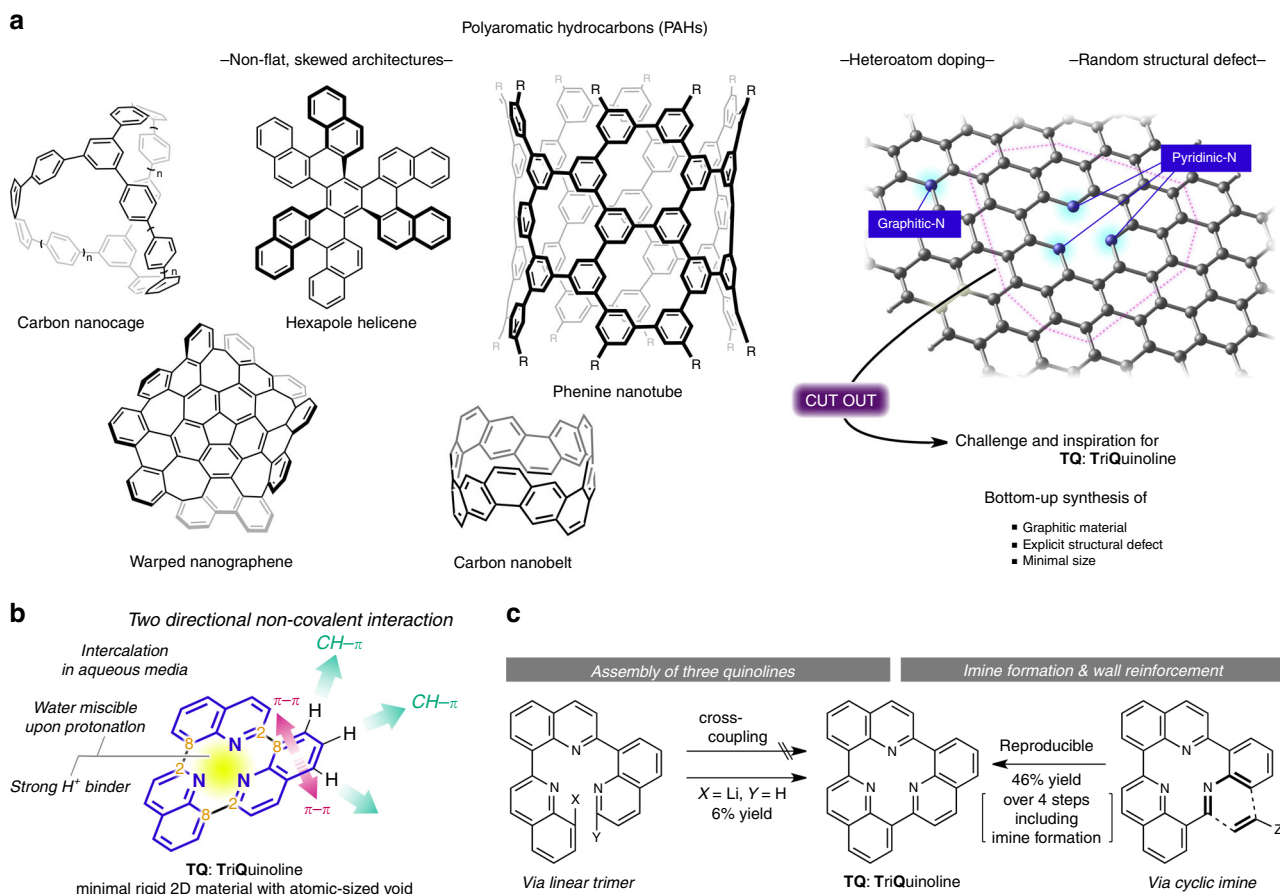 a
Polyaromatic hydrocarbons (PAHs)
–Non-flat, skewed architectures–
–Heteroatom doping–
–Random structural defect–
n
n
n
n
Carbon nanocage
Hexapole helicene
R
R
R
R
R
R
R
R
R
R
Phenine nanotube
Pyridinic-N
Graphitic-N
CUT OUT
Challenge and inspiration for
TQ: TriQuinoline
Bottom-up synthesis of
▪ Graphitic material
▪ Explicit structural defect
▪ Minimal size
Warped nanographene
Carbon nanobelt
b
Two directional non-covalent interaction
Intercalation
in aqueous media
CH–π
π–π
CH–π
Water miscible
upon protonatlon
Strong H+ binder
H
H
H
N
N
N
2
8
2
8
2
8
π–π
TQ: TriQuinoline
minimal rigid 2D material with atomic-sized void
c
Assembly of three quinolines
Imine formation & wall reinforcement
N
N
N
X
Y
Via linear trimer
cross-
coupling
X = Li, Y = H
6% yield
N
N
N
TQ: TriQuinoline
Reproducible
46% yield
over 4 steps
including
imine formation
N
N
N
Z
Via cyclic imine